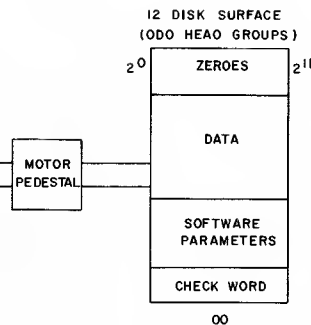 12 DISK SURFACE
(ODO HEAO GROUPS)
2⁰ ZEROES 2¹¹
DATA
MOTOR
PEDESTAL
SOFTWARE
PARAMETERS
CHECK WORD
00